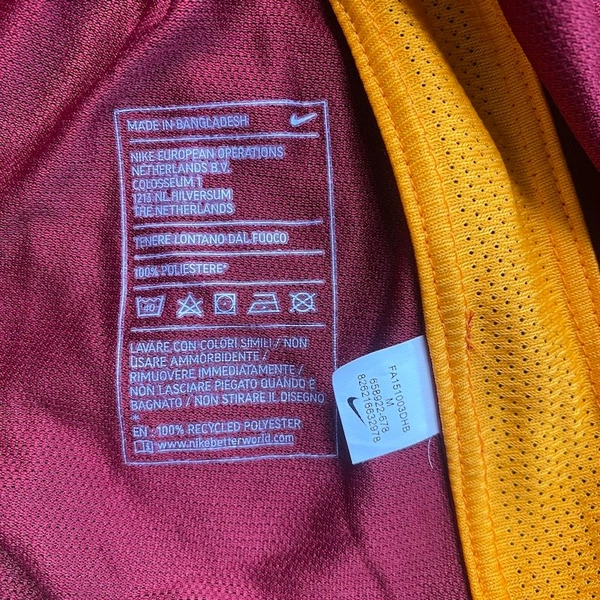 MADE IN BANGLADESH
NIKE EUROPEAN OPERATIONS
NETHERLANDS B.V.
COLOSSEUM 1
1213 NL HILVERSUM
THE NETHERLANDS
TENERE LONTANO DAL FUOCO
100% POLIESTERE*
40
LAVARE CON COLORI SIMILI / NON
USARE AMMORBIDENTE /
RIMUOVERE IMMEDIATAMENTE /
NON LASCIARE PIEGATO QUANDO È
BAGNATO / NON STIRARE IL DISEGNO
*
EN : 100% RECYCLED POLYESTER
www.nikebetterworld.com
FA151003DHB
658922-678
M
826216632978